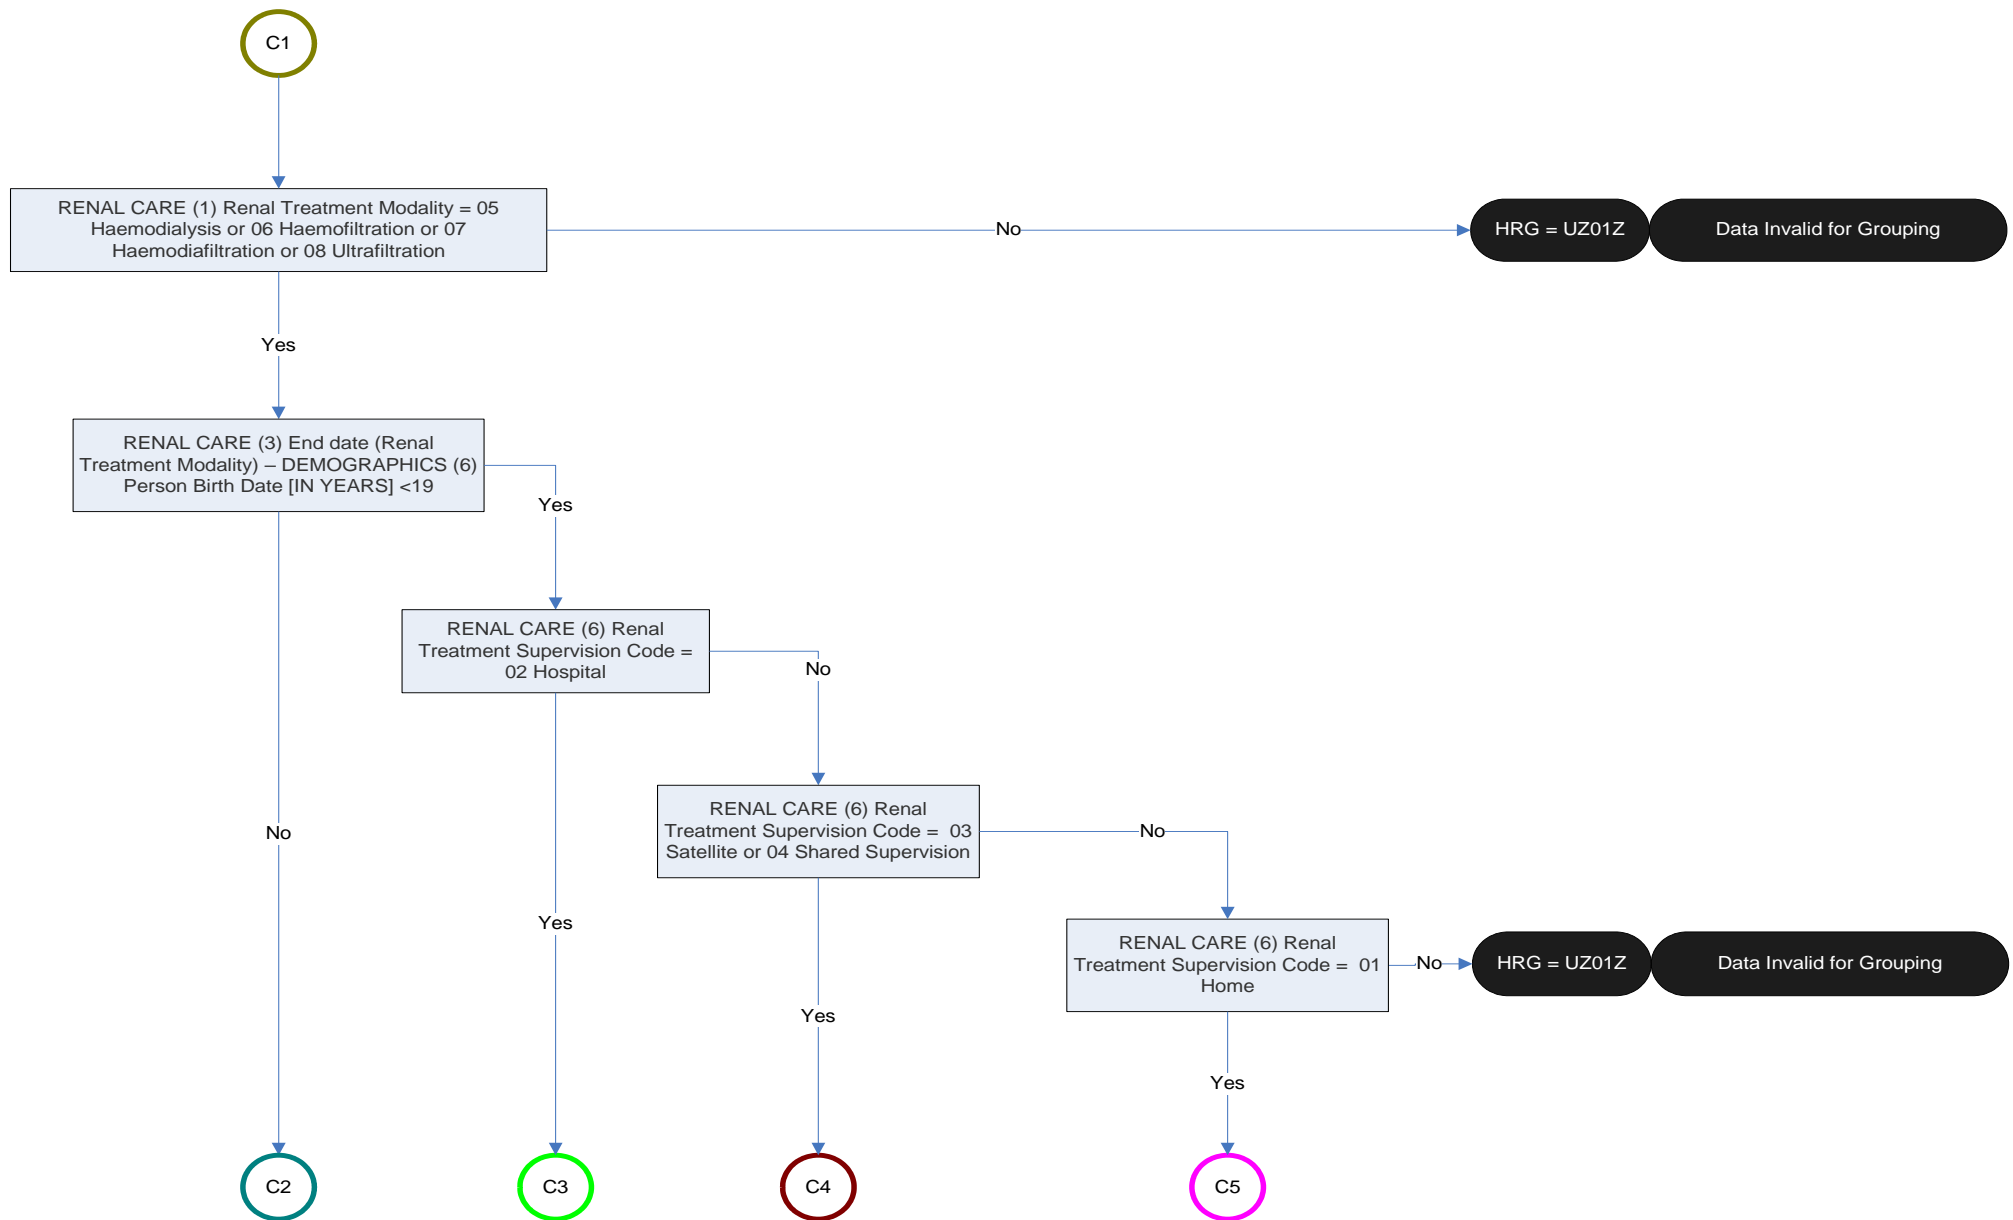 C1
RENAL CARE (1) Renal Treatment Modality = 05
Haemodialysis or 06 Haemofiltration or 07
Haemodiafiltration or 08 Ultrafiltration
No
HRG = UZ01Z
Data Invalid for Grouping
Yes
RENAL CARE (3) End date (Renal
Treatment Modality) – DEMOGRAPHICS (6)
Person Birth Date [IN YEARS] <19
Yes
RENAL CARE (6) Renal
Treatment Supervision Code =
02 Hospital
No
RENAL CARE (6) Renal
Treatment Supervision Code =  03
Satellite or 04 Shared Supervision
No
No
Yes
RENAL CARE (6) Renal
Treatment Supervision Code =  01
Home
No
HRG = UZ01Z
Data Invalid for Grouping
Yes
Yes
C2
C3
C4
C5